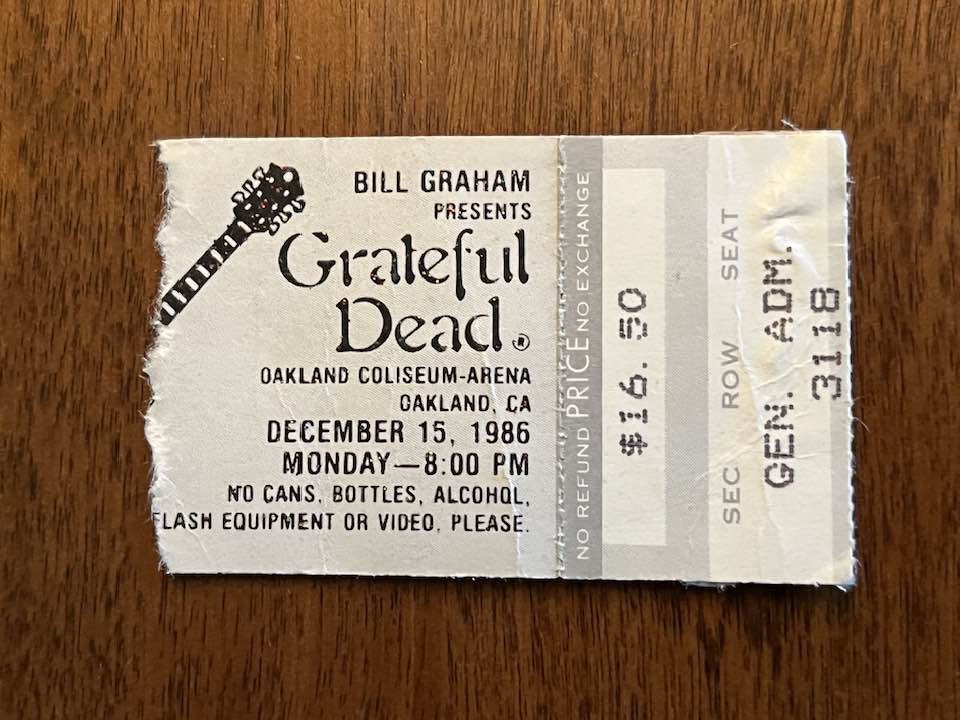 BILL GRAHAM
PRESENTS
Grateful
Dead®
OAKLAND COLISEUM-ARENA
OAKLAND, CA
DECEMBER 15, 1986
MONDAY—8:00 PM
NO CANS, BOTTLES, ALCOHOL,
FLASH EQUIPMENT OR VIDEO, PLEASE.
NO REFUND PRICE NO EXCHANGE
$16.50
SEC ROW SEAT
GEN. ADM.
3118